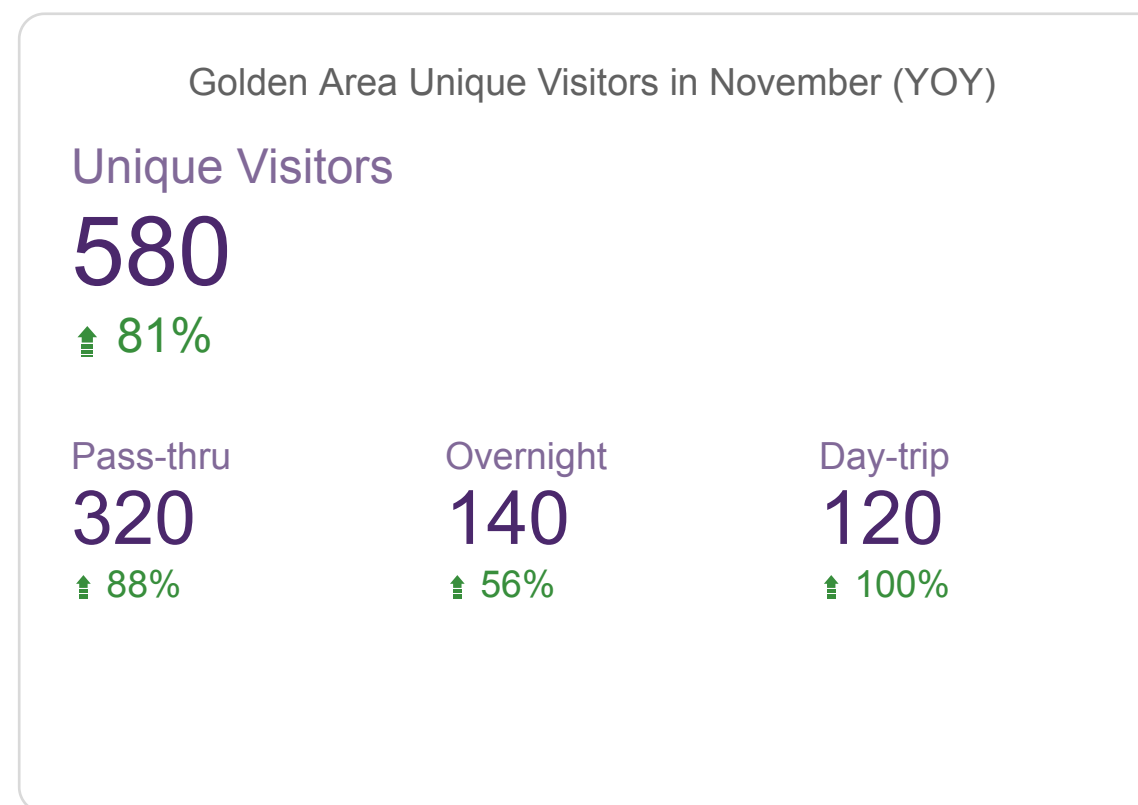 Golden Area Unique Visitors in November (YOY)
Unique Visitors
580
81%
Pass-thru Overnight Day-trip
320 140 120
88% 56% 100%